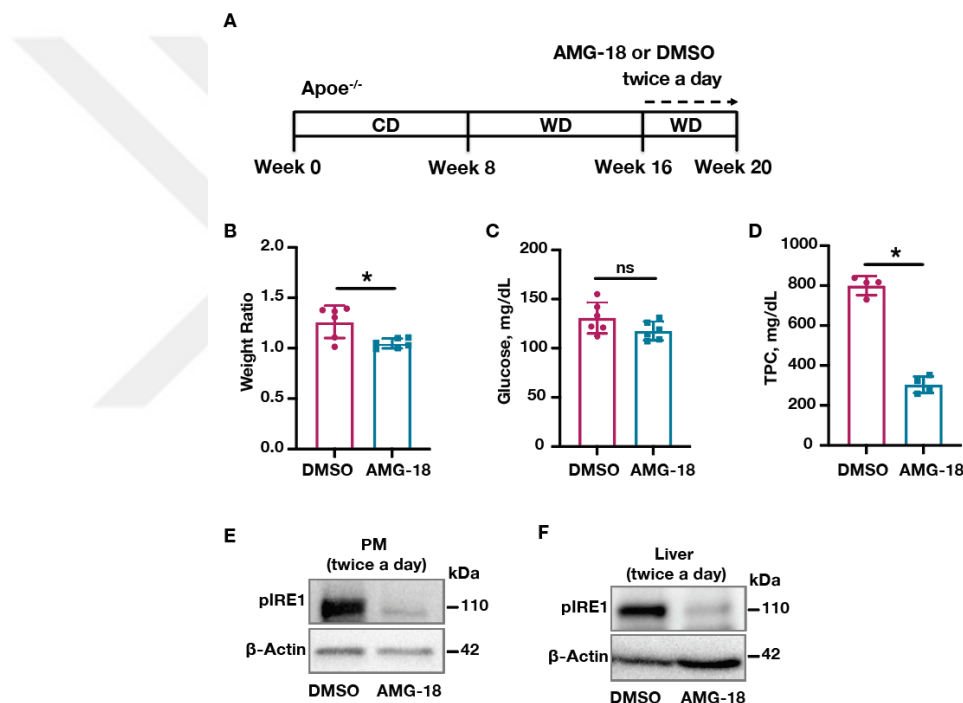 A
AMG-18 or DMSO
twice a day
Apoe-/-
CD WD WD
Week 0 Week 8 Week 16 Week 20
B
2.0
1.5
1.0
0.5
0.0
Weight Ratio
*
DMSO AMG-18
C
200
150
100
50
0
Glucose, mg/dL
ns
DMSO AMG-18
D
1000
800
600
400
200
0
TPC, mg/dL
*
DMSO AMG-18
E
PM
(twice a day)
kDa
pIRE1
110
β-Actin
42
DMSO AMG-18
F
Liver
(twice a day)
kDa
pIRE1
110
β-Actin
42
DMSO AMG-18